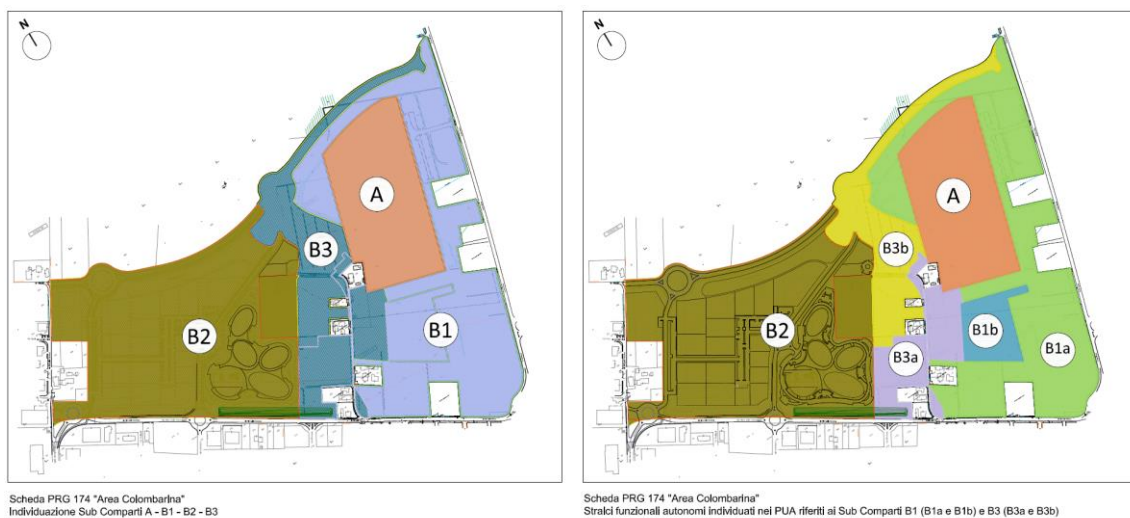 N
A
B3
B2
B1
Scheda PRG 174 "Area Colombarina"
Individuazione Sub Comparti A - B1 - B2 - B3
N
A
B3b
B2
B1b
B1a
B3a
Scheda PRG 174 "Area Colombarina"
Stralci funzionali autonomi individuati nei PUA riferiti ai Sub Comparti B1 (B1a e B1b) e B3 (B3a e B3b)